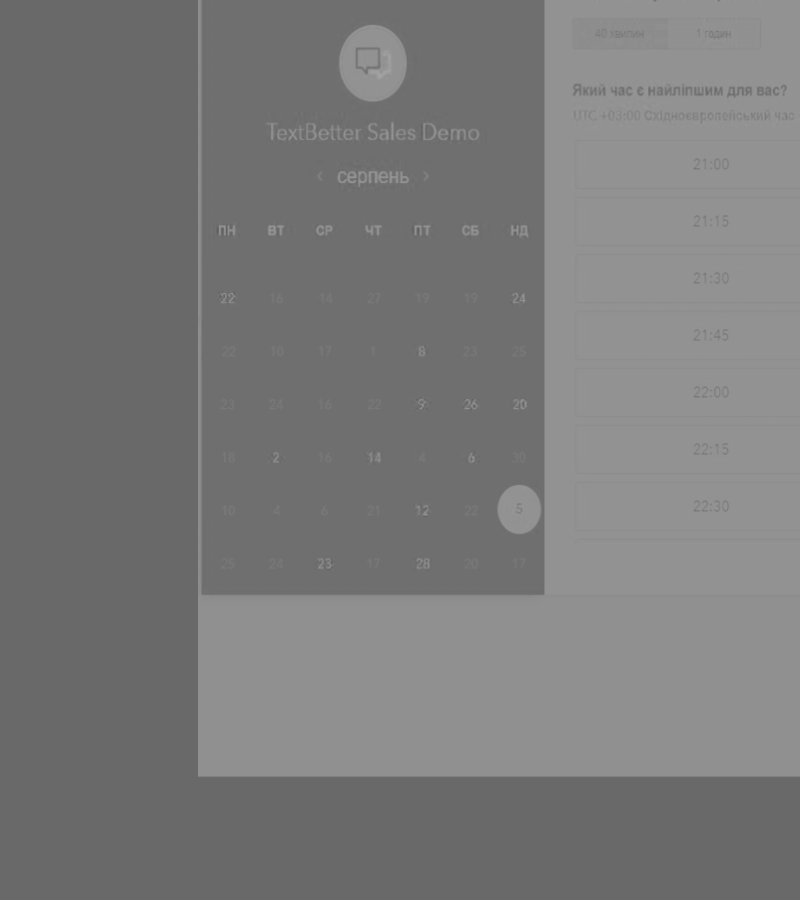 TextBetter Sales Demo
‹ серпень ›
ПН ВТ СР ЧТ ПТ СБ НД
22 16 14 27 17 19 24
22 10 17 1 8 23 25
23 24 16 22 9 26 20
18 2 18 14 4 6 30
10 4 6 21 12 22 5
25 24 23 17 28 20 17
40 хвилин 1 годин
Який час є найліпшим для вас?
UTC +03:00 Східноєвропейський час
21:00
21:15
21:30
21:45
22:00
22:15
22:30